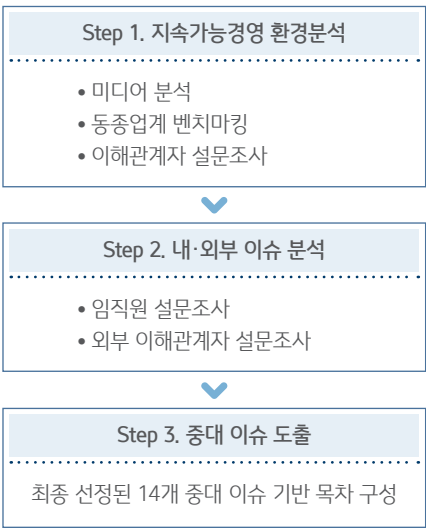 Step 1. 지속가능경영 환경분석
• 미디어 분석
• 동종업계 벤치마킹
• 이해관계자 설문조사
Step 2. 내·외부 이슈 분석
• 임직원 설문조사
• 외부 이해관계자 설문조사
Step 3. 중대 이슈 도출
최종 선정된 14개 중대 이슈 기반 목차 구성